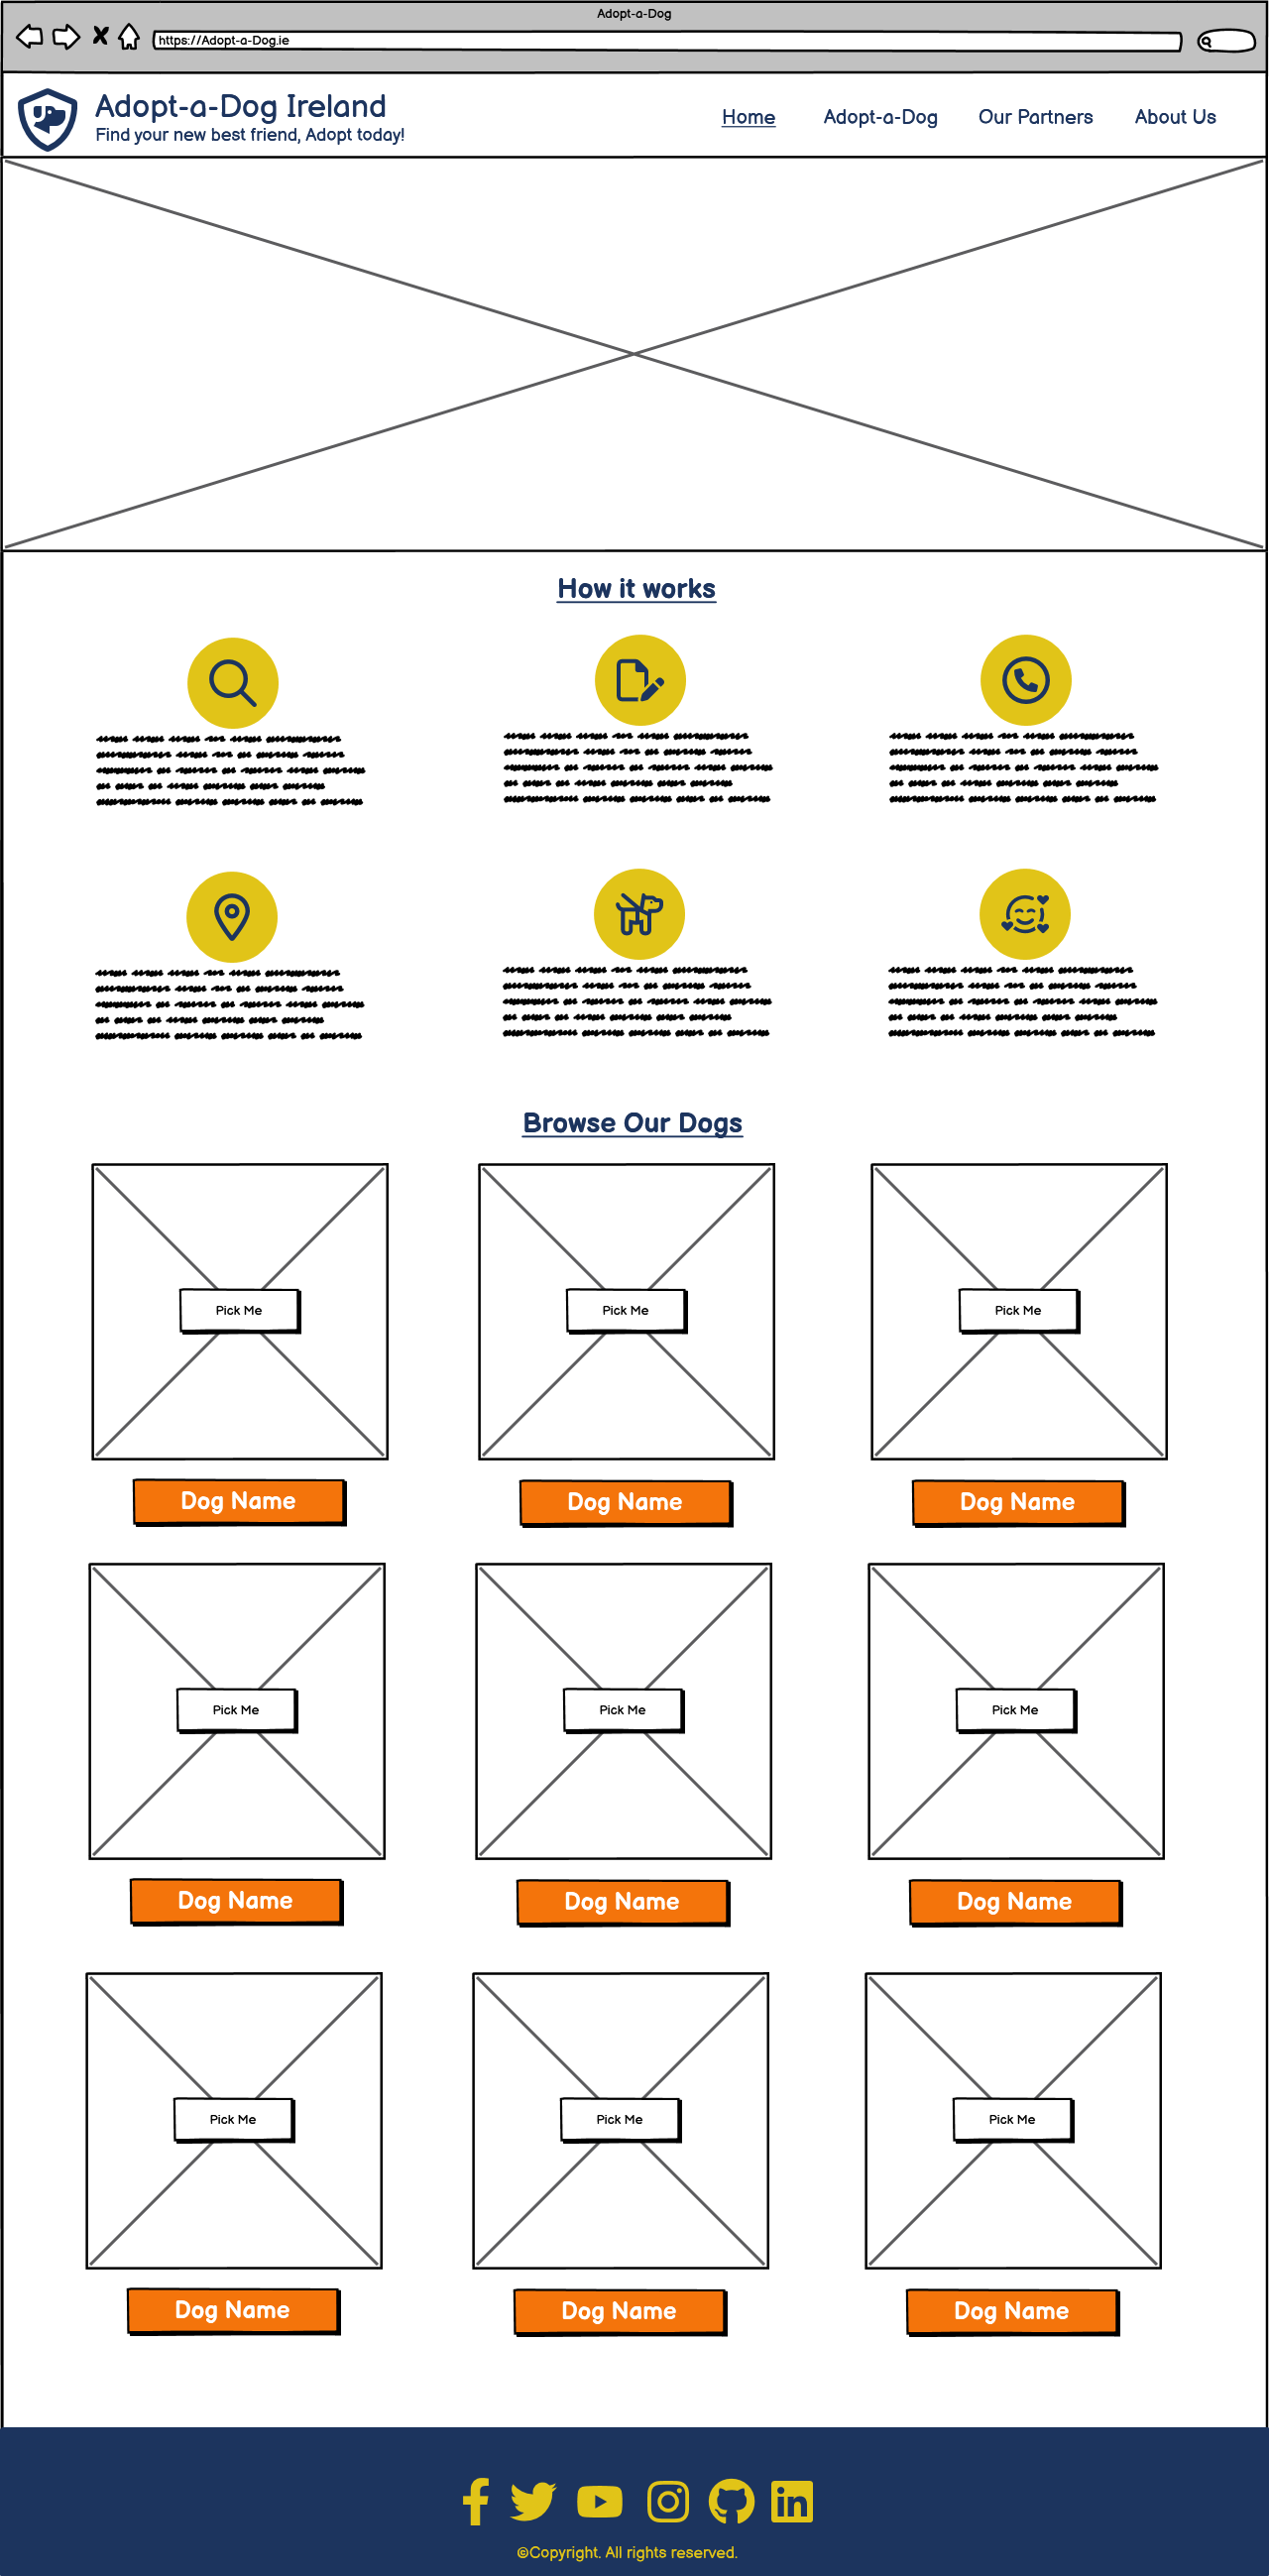 Adopt-a-Dog
https://Adopt-a-Dog.ie
Adopt-a-Dog Ireland
Find your new best friend, Adopt today!
Home Adopt-a-Dog Our Partners About Us
How it works
Browse Our Dogs
Pick Me Pick Me Pick Me
Dog Name Dog Name Dog Name
Pick Me Pick Me Pick Me
Dog Name Dog Name Dog Name
Pick Me Pick Me Pick Me
Dog Name Dog Name Dog Name
©Copyright. All rights reserved.